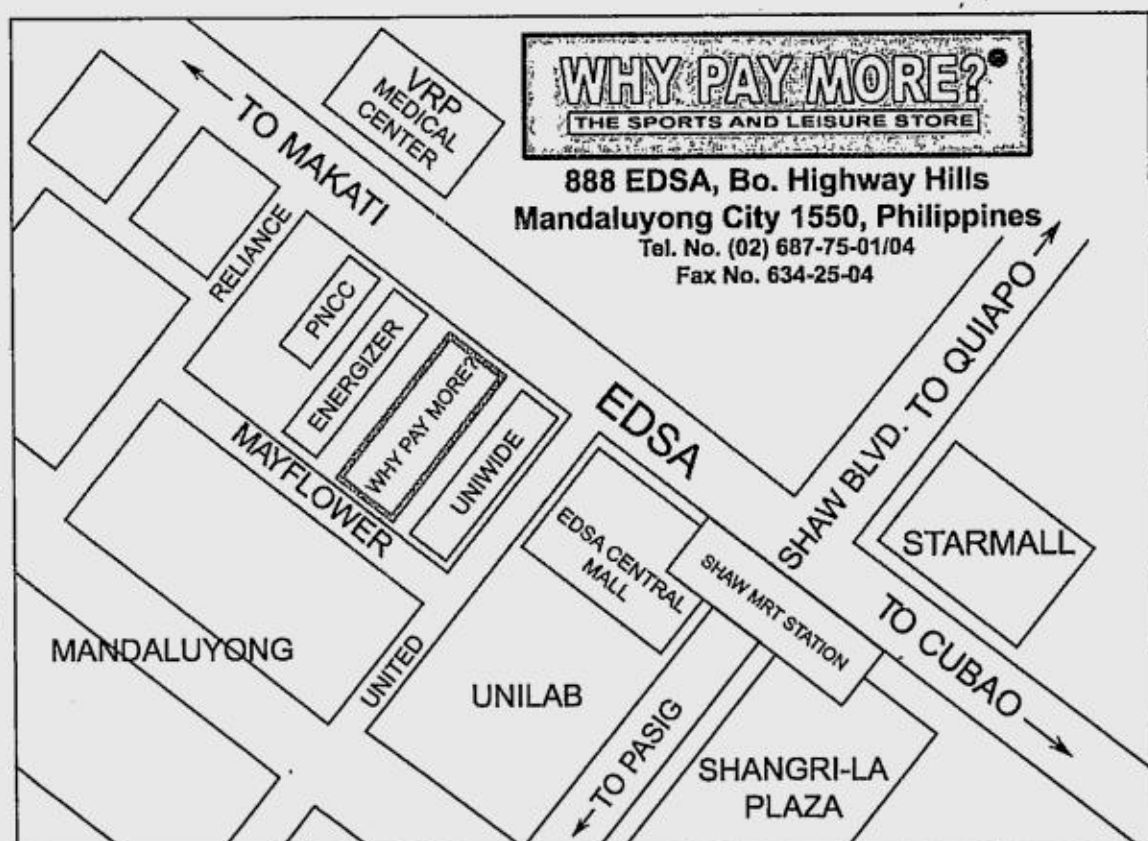 WHY PAY MORE?
THE SPORTS AND LEISURE STORE
888 EDSA, Bo. Highway Hills
Mandaluyong City 1550, Philippines
Tel. No. (02) 687-75-01/04
Fax No. 634-25-04
VRP
MEDICAL
CENTER
TO MAKATI
RELIANCE
PNCC
ENERGIZER
WHY PAY MORE?
UNIWIDE
MAYFLOWER
EDSA
SHAW BLVD. TO QUIAPO
STARMALL
EDSA CENTRAL
MALL
SHAW MRT STATION
TO CUBAO
MANDALUYONG
UNITED
UNILAB
TO PASIG
SHANGRI-LA
PLAZA